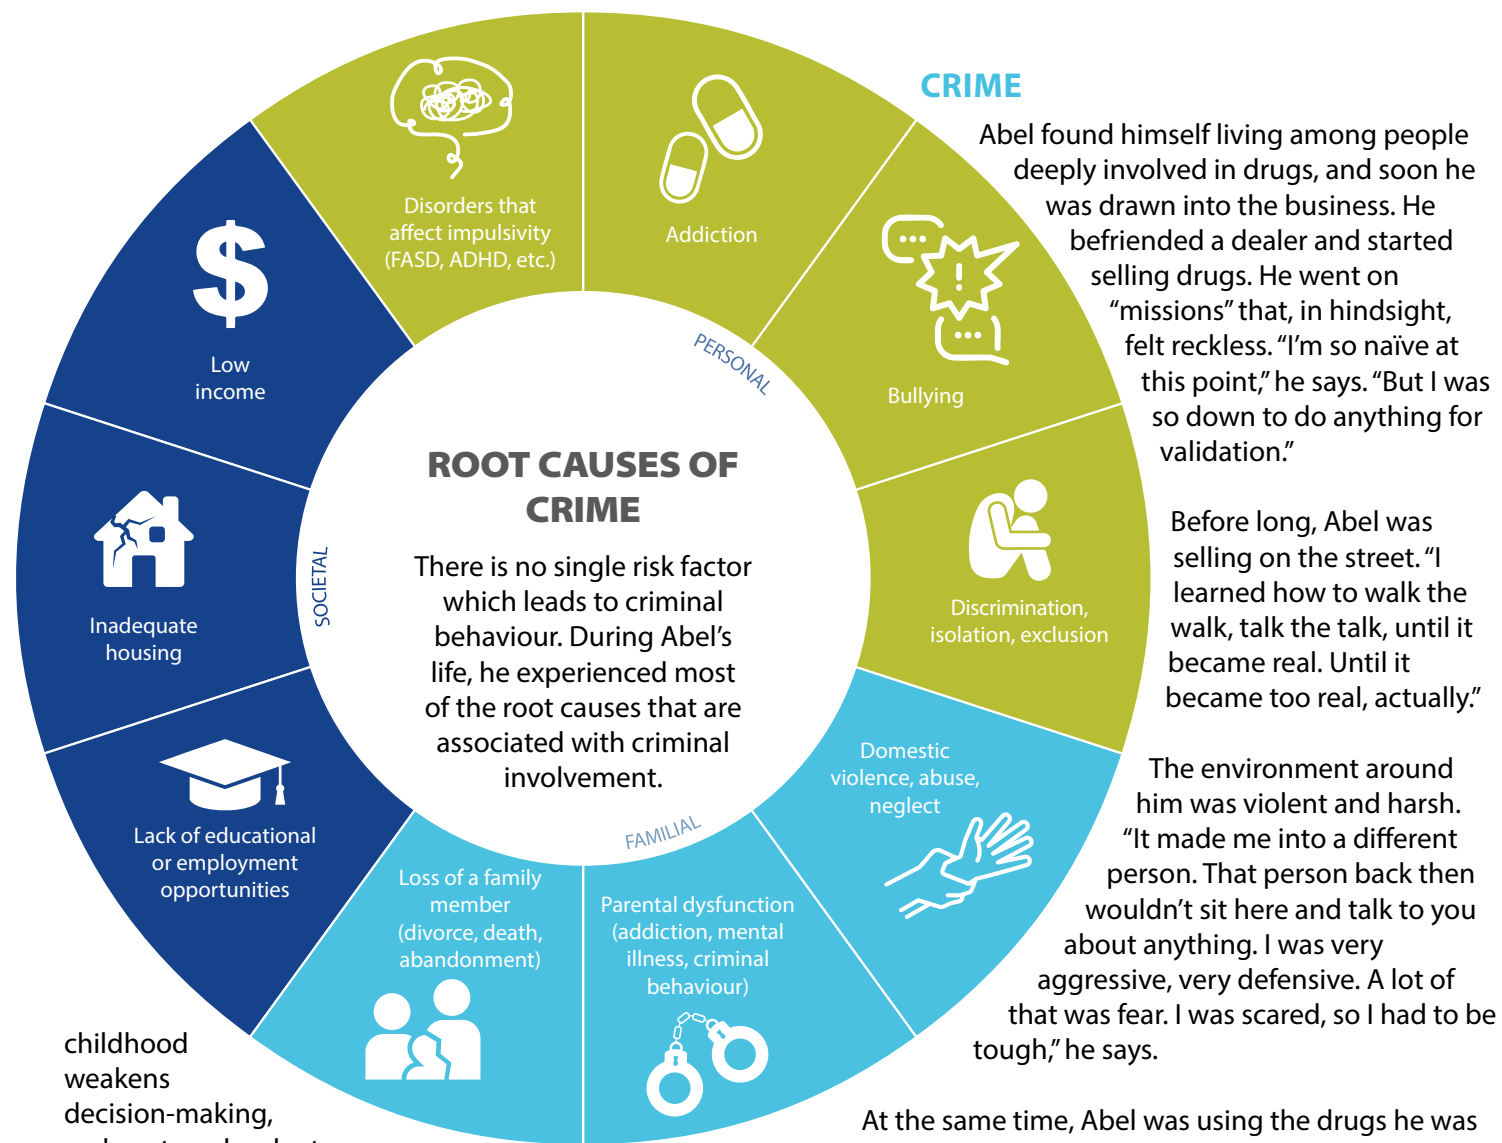 CRIME
Abel found himself living among people
deeply involved in drugs, and soon he
was drawn into the business. He
befriended a dealer and started
selling drugs. He went on
“missions” that, in hindsight,
felt reckless. “I’m so naïve at
this point,” he says. “But I was
so down to do anything for
validation.”
Before long, Abel was
selling on the street. “I
learned how to walk the
walk, talk the talk, until it
became real. Until it
became too real, actually.”
The environment around
him was violent and harsh.
“It made me into a different
person. That person back then
wouldn’t sit here and talk to you
about anything. I was very
aggressive, very defensive. A lot of
that was fear. I was scared, so I had to be
tough,” he says.
At the same time, Abel was using the drugs he was
ROOT CAUSES OF
CRIME
There is no single risk factor
which leads to criminal
behaviour. During Abel’s
life, he experienced most
of the root causes that are
associated with criminal
involvement.
PERSONAL
Disorders that
affect impulsivity
(FASD, ADHD, etc.)
Addiction
!
Bullying
Discrimination,
isolation, exclusion
FAMILIAL
Domestic
violence, abuse,
neglect
Parental dysfunction
(addiction, mental
illness, criminal
behaviour)
Loss of a family
member
(divorce, death,
abandonment)
SOCIETAL
Lack of educational
or employment
opportunities
Inadequate
housing
$
Low
income
childhood
weakens
decision-making,